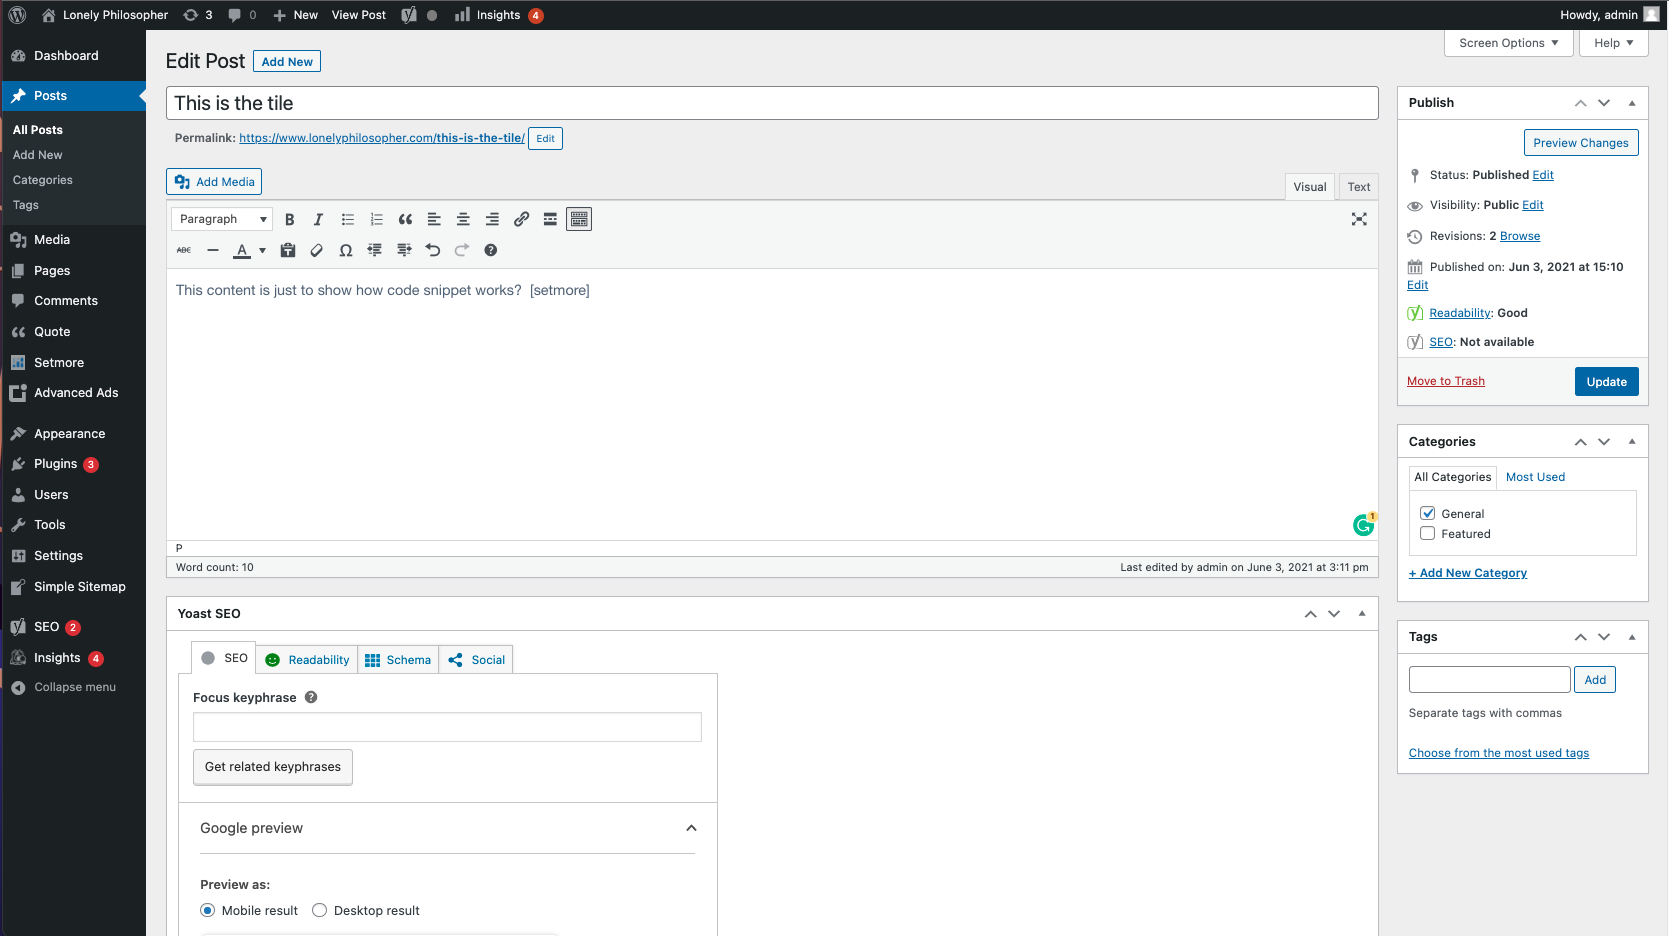 Lonely Philosopher 3 0 New View Post Insights 4 Howdy, admin
Dashboard
Posts
All Posts
Add New
Categories
Tags
Media
Pages
Comments
Quote
Setmore
Advanced Ads
Appearance
Plugins 3
Users
Tools
Settings
Simple Sitemap
SEO 2
Insights 4
Collapse menu
Screen Options Help
Edit Post Add New
This is the tile
Permalink: https://www.lonelyphilosopher.com/this-is-the-tile/ Edit
Add Media
Visual Text
Paragraph B I
ABC A
This content is just to show how code snippet works? [setmore]
1
P
Word count: 10 Last edited by admin on June 3, 2021 at 3:11 pm
Yoast SEO
SEO Readability Schema Social
Focus keyphrase
Get related keyphrases
Google preview
Preview as:
Mobile result Desktop result
Publish
Preview Changes
Status: Published Edit
Visibility: Public Edit
Revisions: 2 Browse
Published on: Jun 3, 2021 at 15:10
Edit
Readability: Good
SEO: Not available
Move to Trash Update
Categories
All Categories Most Used
General
Featured
+ Add New Category
Tags
Add
Separate tags with commas
Choose from the most used tags